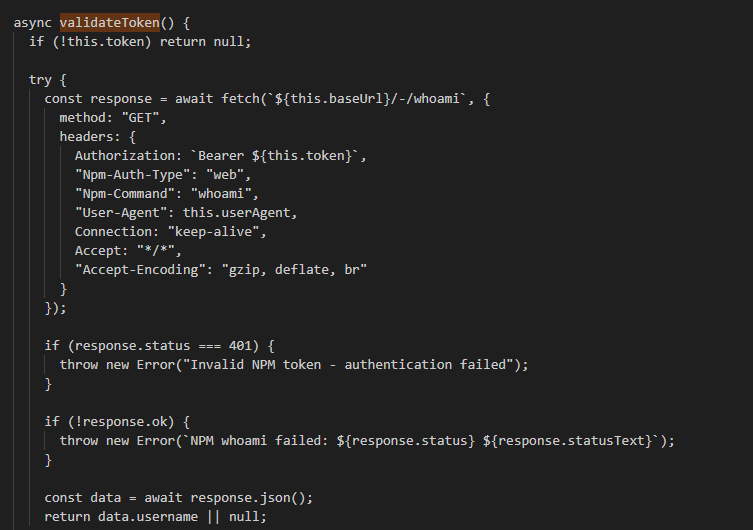 async validateToken() {
if (!this.token) return null;
try {
const response = await fetch(`${this.baseUrl}/-/whoami`, {
method: "GET",
headers: {
Authorization: `Bearer ${this.token}`,
"Npm-Auth-Type": "web",
"Npm-Command": "whoami",
"User-Agent": this.userAgent,
Connection: "keep-alive",
Accept: "*/*",
"Accept-Encoding": "gzip, deflate, br"
}
});
if (response.status === 401) {
throw new Error("Invalid NPM token - authentication failed");
}
if (!response.ok) {
throw new Error(`NPM whoami failed: ${response.status} ${response.statusText}`);
}
const data = await response.json();
return data.username || null;